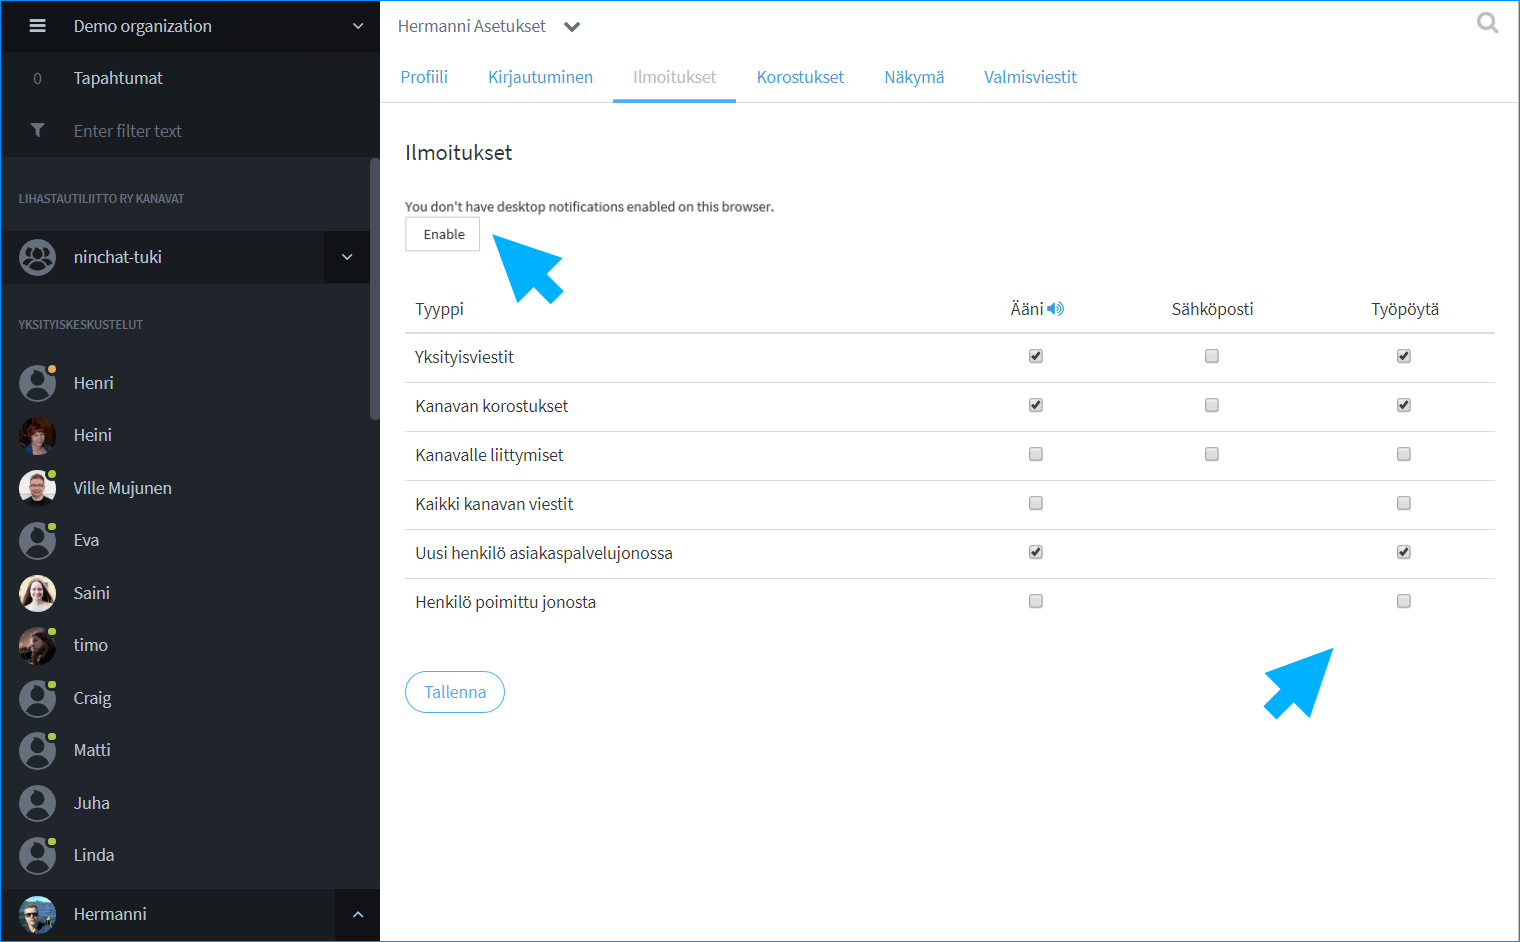 Demo organization
0 Tapahtumat
Enter filter text
LIHASTAUTILIITTO RY KANAVAT
ninchat-tuki
YKSITYISKESKUSTELUT
Henri
Heini
Ville Mujunen
Eva
Saini
timo
Craig
Matti
Juha
Linda
Hermanni
Hermanni Asetukset
Profiili Kirjautuminen Ilmoitukset Korostukset Näkymä Valmisviestit
Ilmoitukset
You don't have desktop notifications enabled on this browser.
Enable
Tyyppi Ääni Sähköposti Työpöytä
Yksityisviestit
Kanavan korostukset
Kanavalle liittymiset
Kaikki kanavan viestit
Uusi henkilö asiakaspalvelujonossa
Henkilö poimittu jonosta
Tallenna